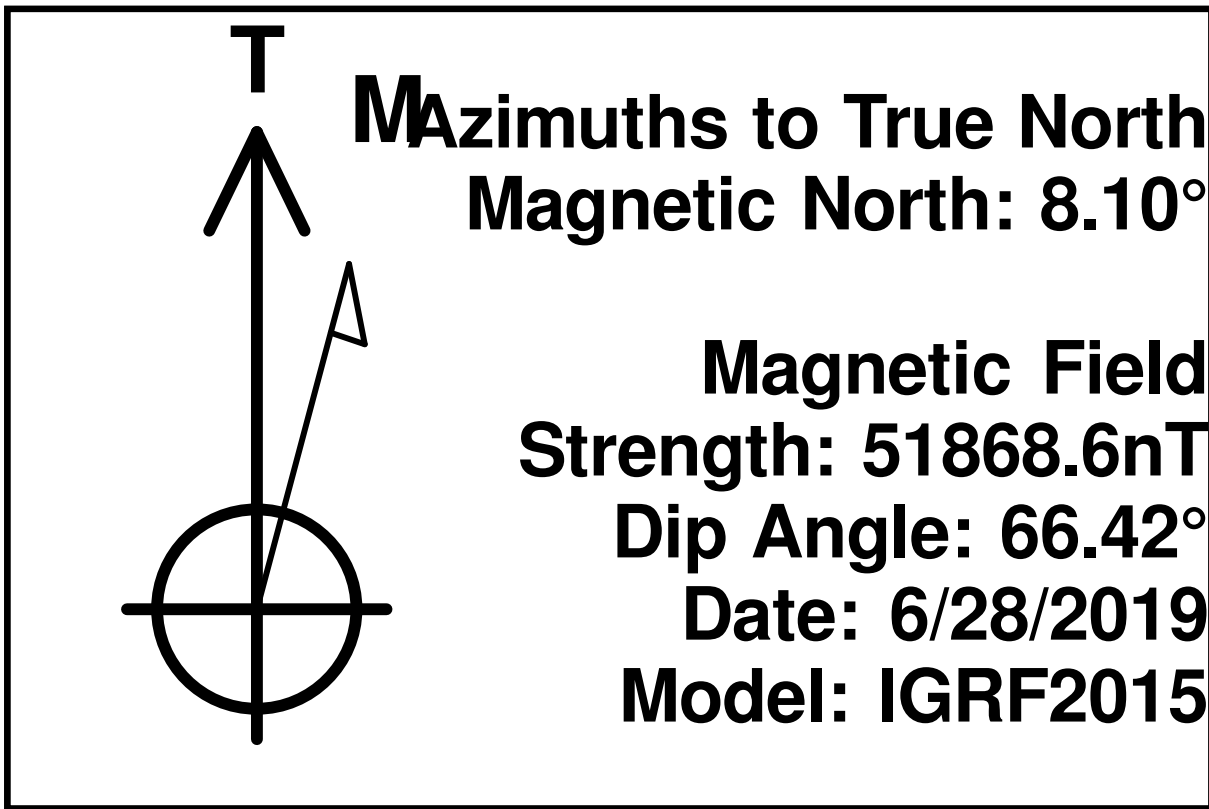 T
M
Azimuths to True North
Magnetic North: 8.10°
Magnetic Field
Strength: 51868.6nT
Dip Angle: 66.42°
Date: 6/28/2019
Model: IGRF2015